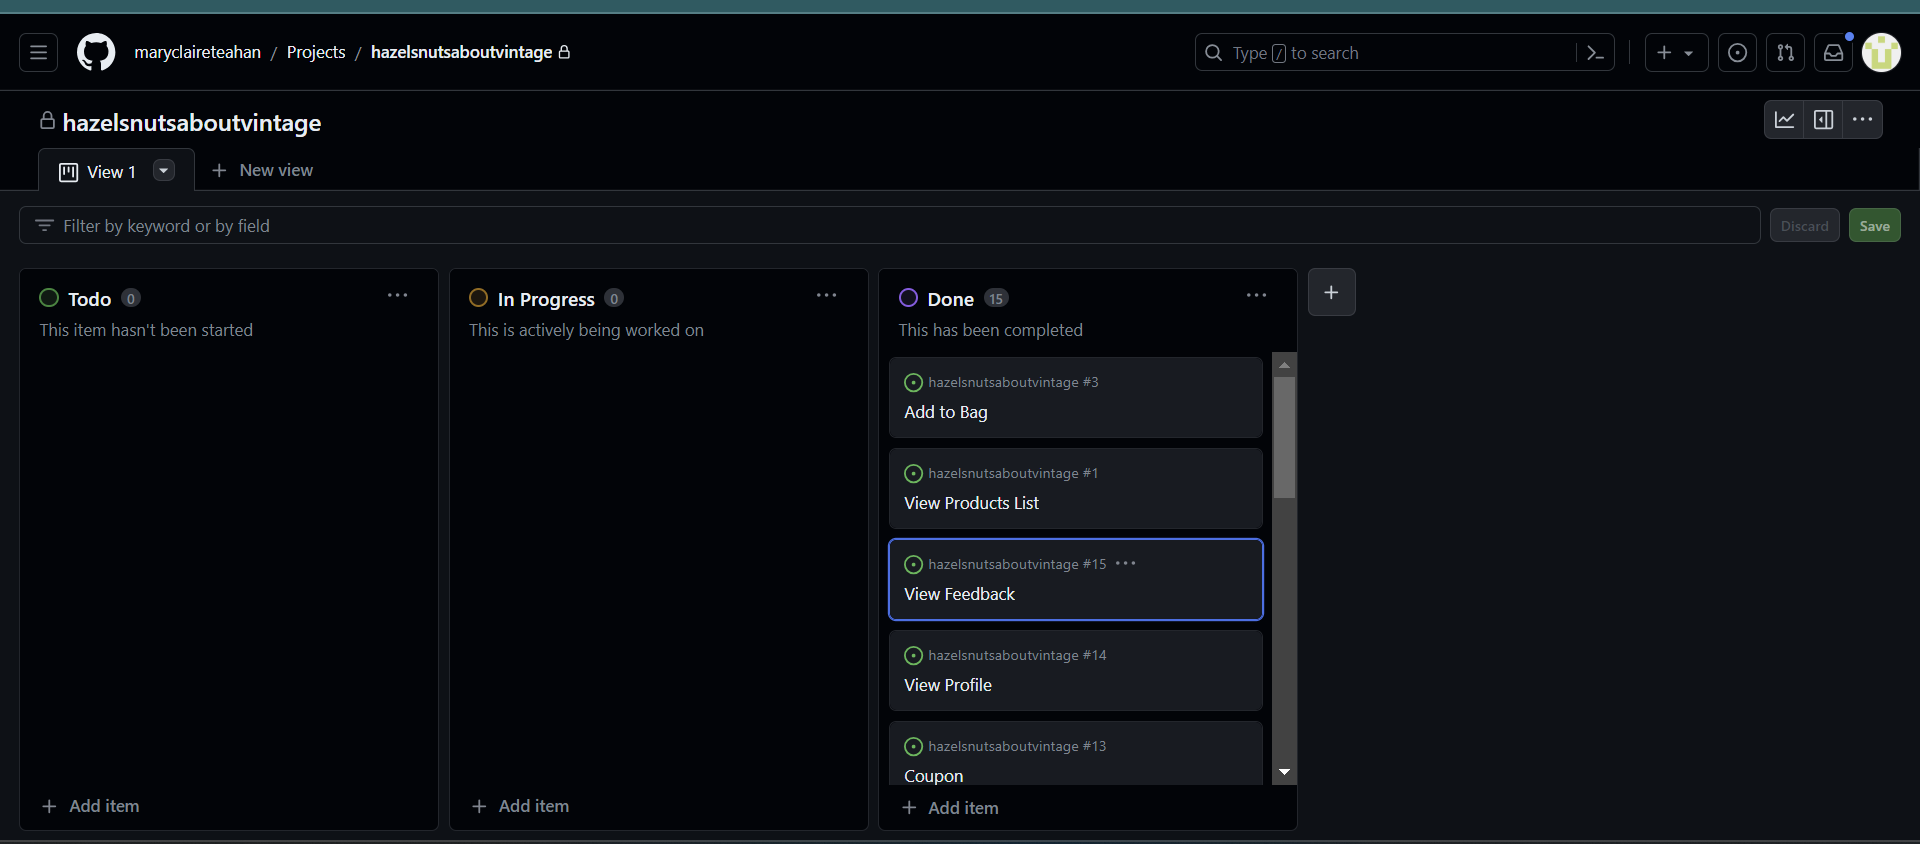 maryclaireteahan / Projects / hazelsnutsaboutvintage
Type / to search
hazelsnutsaboutvintage
View 1
New view
Filter by keyword or by field
Discard
Save
Todo 0
This item hasn't been started
Add item
In Progress 0
This is actively being worked on
Add item
Done 15
This has been completed
hazelsnutsaboutvintage #3
Add to Bag
hazelsnutsaboutvintage #1
View Products List
hazelsnutsaboutvintage #15
View Feedback
hazelsnutsaboutvintage #14
View Profile
hazelsnutsaboutvintage #13
Coupon
Add item